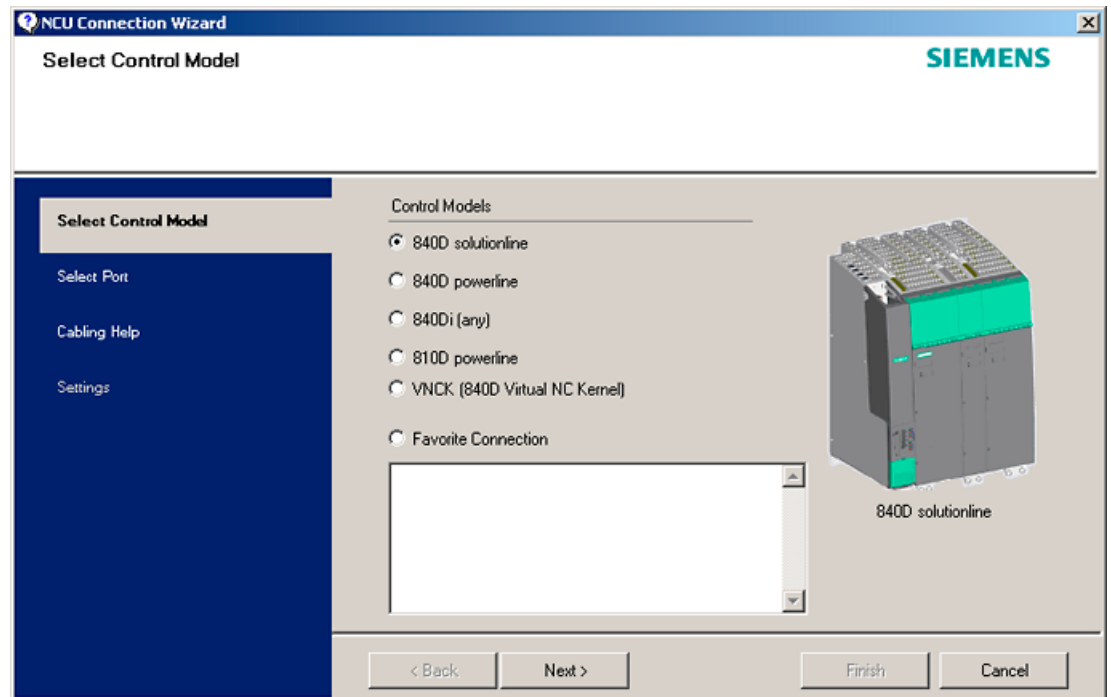 NCU Connection Wizard
Select Control Model
SIEMENS
Select Control Model
Select Port
Cabling Help
Settings
Control Models
840D solutionline
840D powerline
840Di (any)
810D powerline
VNCK (840D Virtual NC Kernel)
Favorite Connection
840D solutionline
< Back
Next >
Finish
Cancel